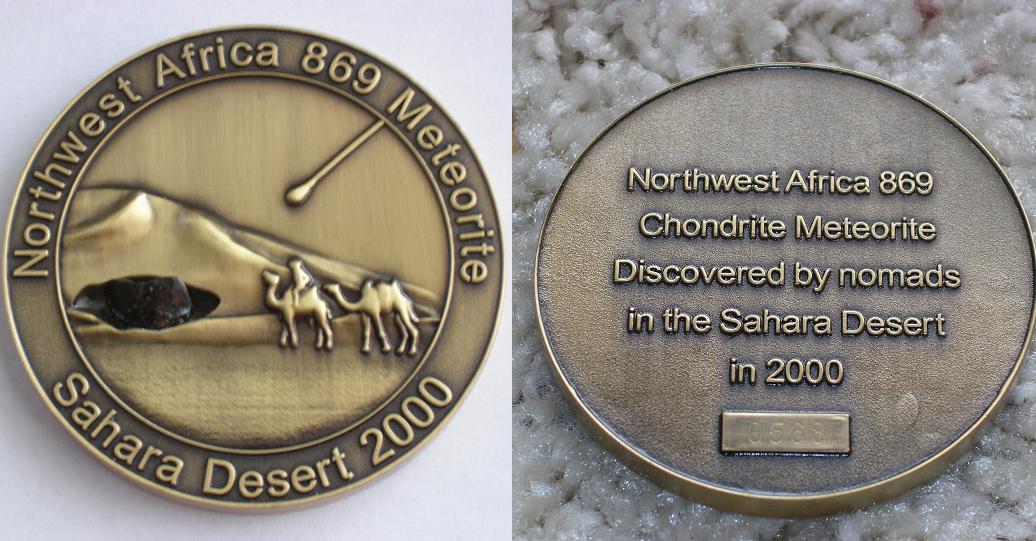 Northwest Africa 869 Meteorite
Sahara Desert 2000
Northwest Africa 869
Chondrite Meteorite
Discovered by nomads
in the Sahara Desert
in 2000